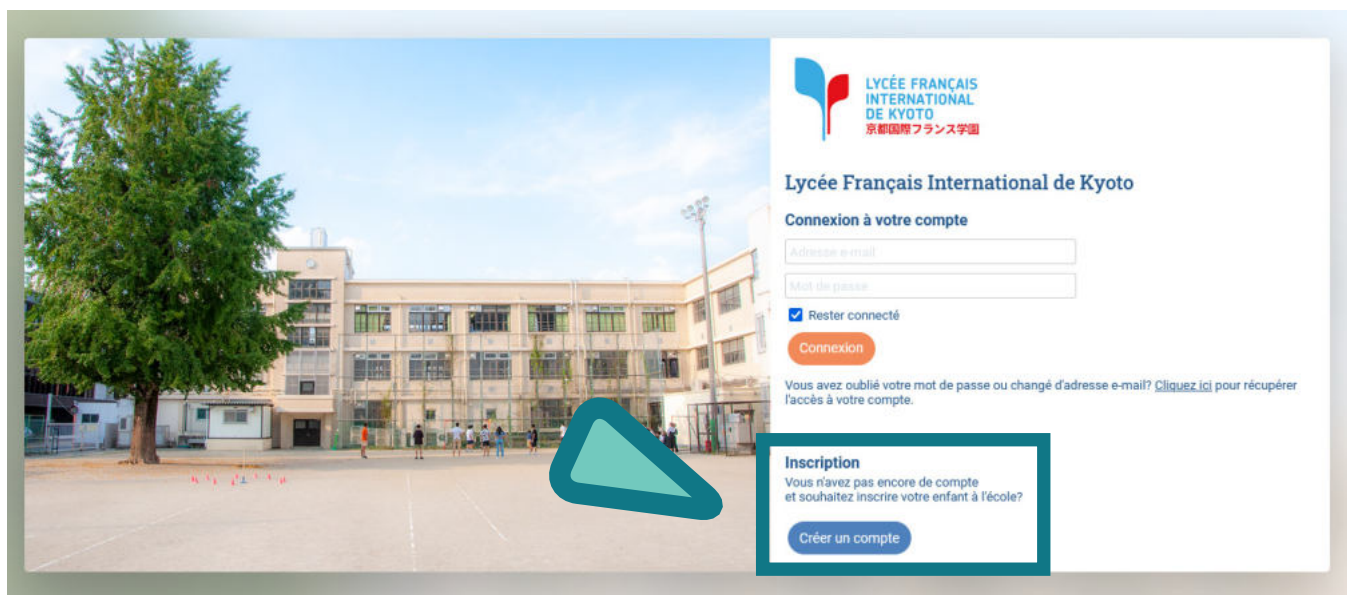 LYCÉE FRANÇAIS
INTERNATIONAL
DE KYOTO
京都国際フランス学園
Lycée Français International de Kyoto
Connexion à votre compte
Adresse e-mail
Mot de passe
Rester connecté
Connexion
Vous avez oublié votre mot de passe ou changé d'adresse e-mail? Cliquez ici pour récupérer
l'accès à votre compte.
Inscription
Vous n'avez pas encore de compte
et souhaitez inscrire votre enfant à l'école?
Créer un compte